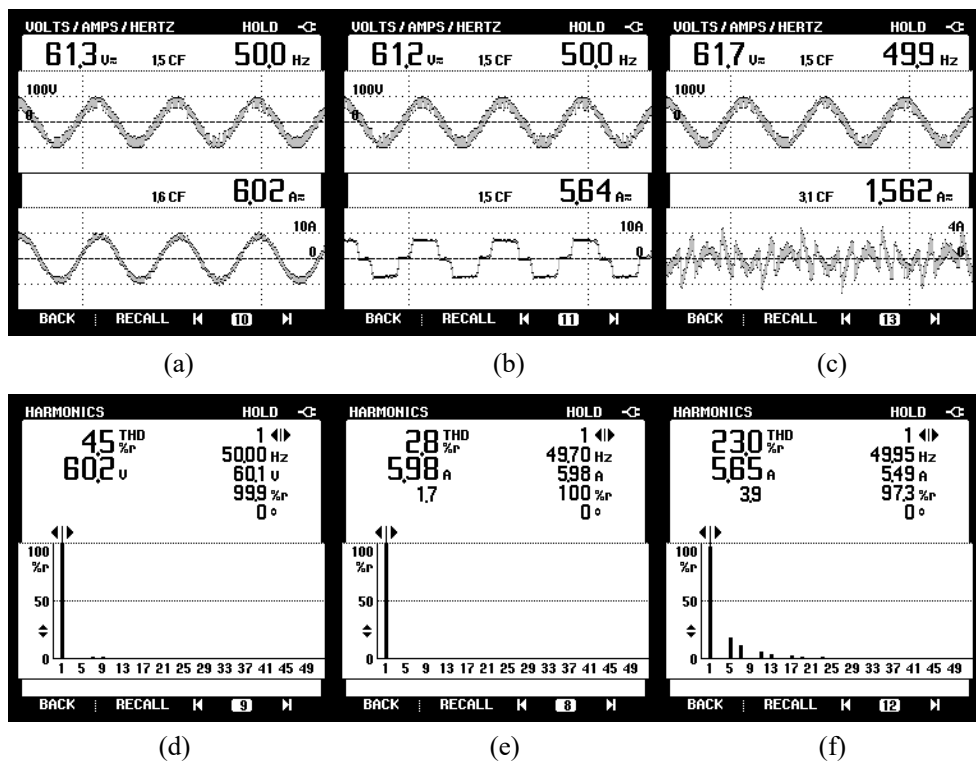 VOLTS/AMPS/HERTZ HOLD
61.3 V≂ 1.5 CF 50.0 Hz
100V
0
1.6 CF 6.02 A≂
10A
0
BACK RECALL 10
(a)
VOLTS/AMPS/HERTZ HOLD
61.2 V≂ 1.5 CF 50.0 Hz
100V
0
1.5 CF 5.64 A≂
10A
0
BACK RECALL 11
(b)
VOLTS/AMPS/HERTZ HOLD
61.7 V≂ 1.5 CF 49.9 Hz
100V
0
3.1 CF 1.562 A≂
4A
0
BACK RECALL 13
(c)
HARMONICS HOLD
4.5 THD %r 1
50.00 Hz
60.2 V 60.1 V
99.9 %r
0 °
100
%r
50
0
1 5 9 13 17 21 25 29 33 37 41 45 49
BACK RECALL 9
(d)
HARMONICS HOLD
2.8 THD %r 1
49.70 Hz
5.98 A 5.98 A
1.7 100 %r
0 °
100
%r
50
0
1 5 9 13 17 21 25 29 33 37 41 45 49
BACK RECALL 8
(e)
HARMONICS HOLD
23.0 THD %r 1
49.95 Hz
5.65 A 5.49 A
3.9 97.3 %r
0 °
100
%r
50
0
1 5 9 13 17 21 25 29 33 37 41 45 49
BACK RECALL 12
(f)